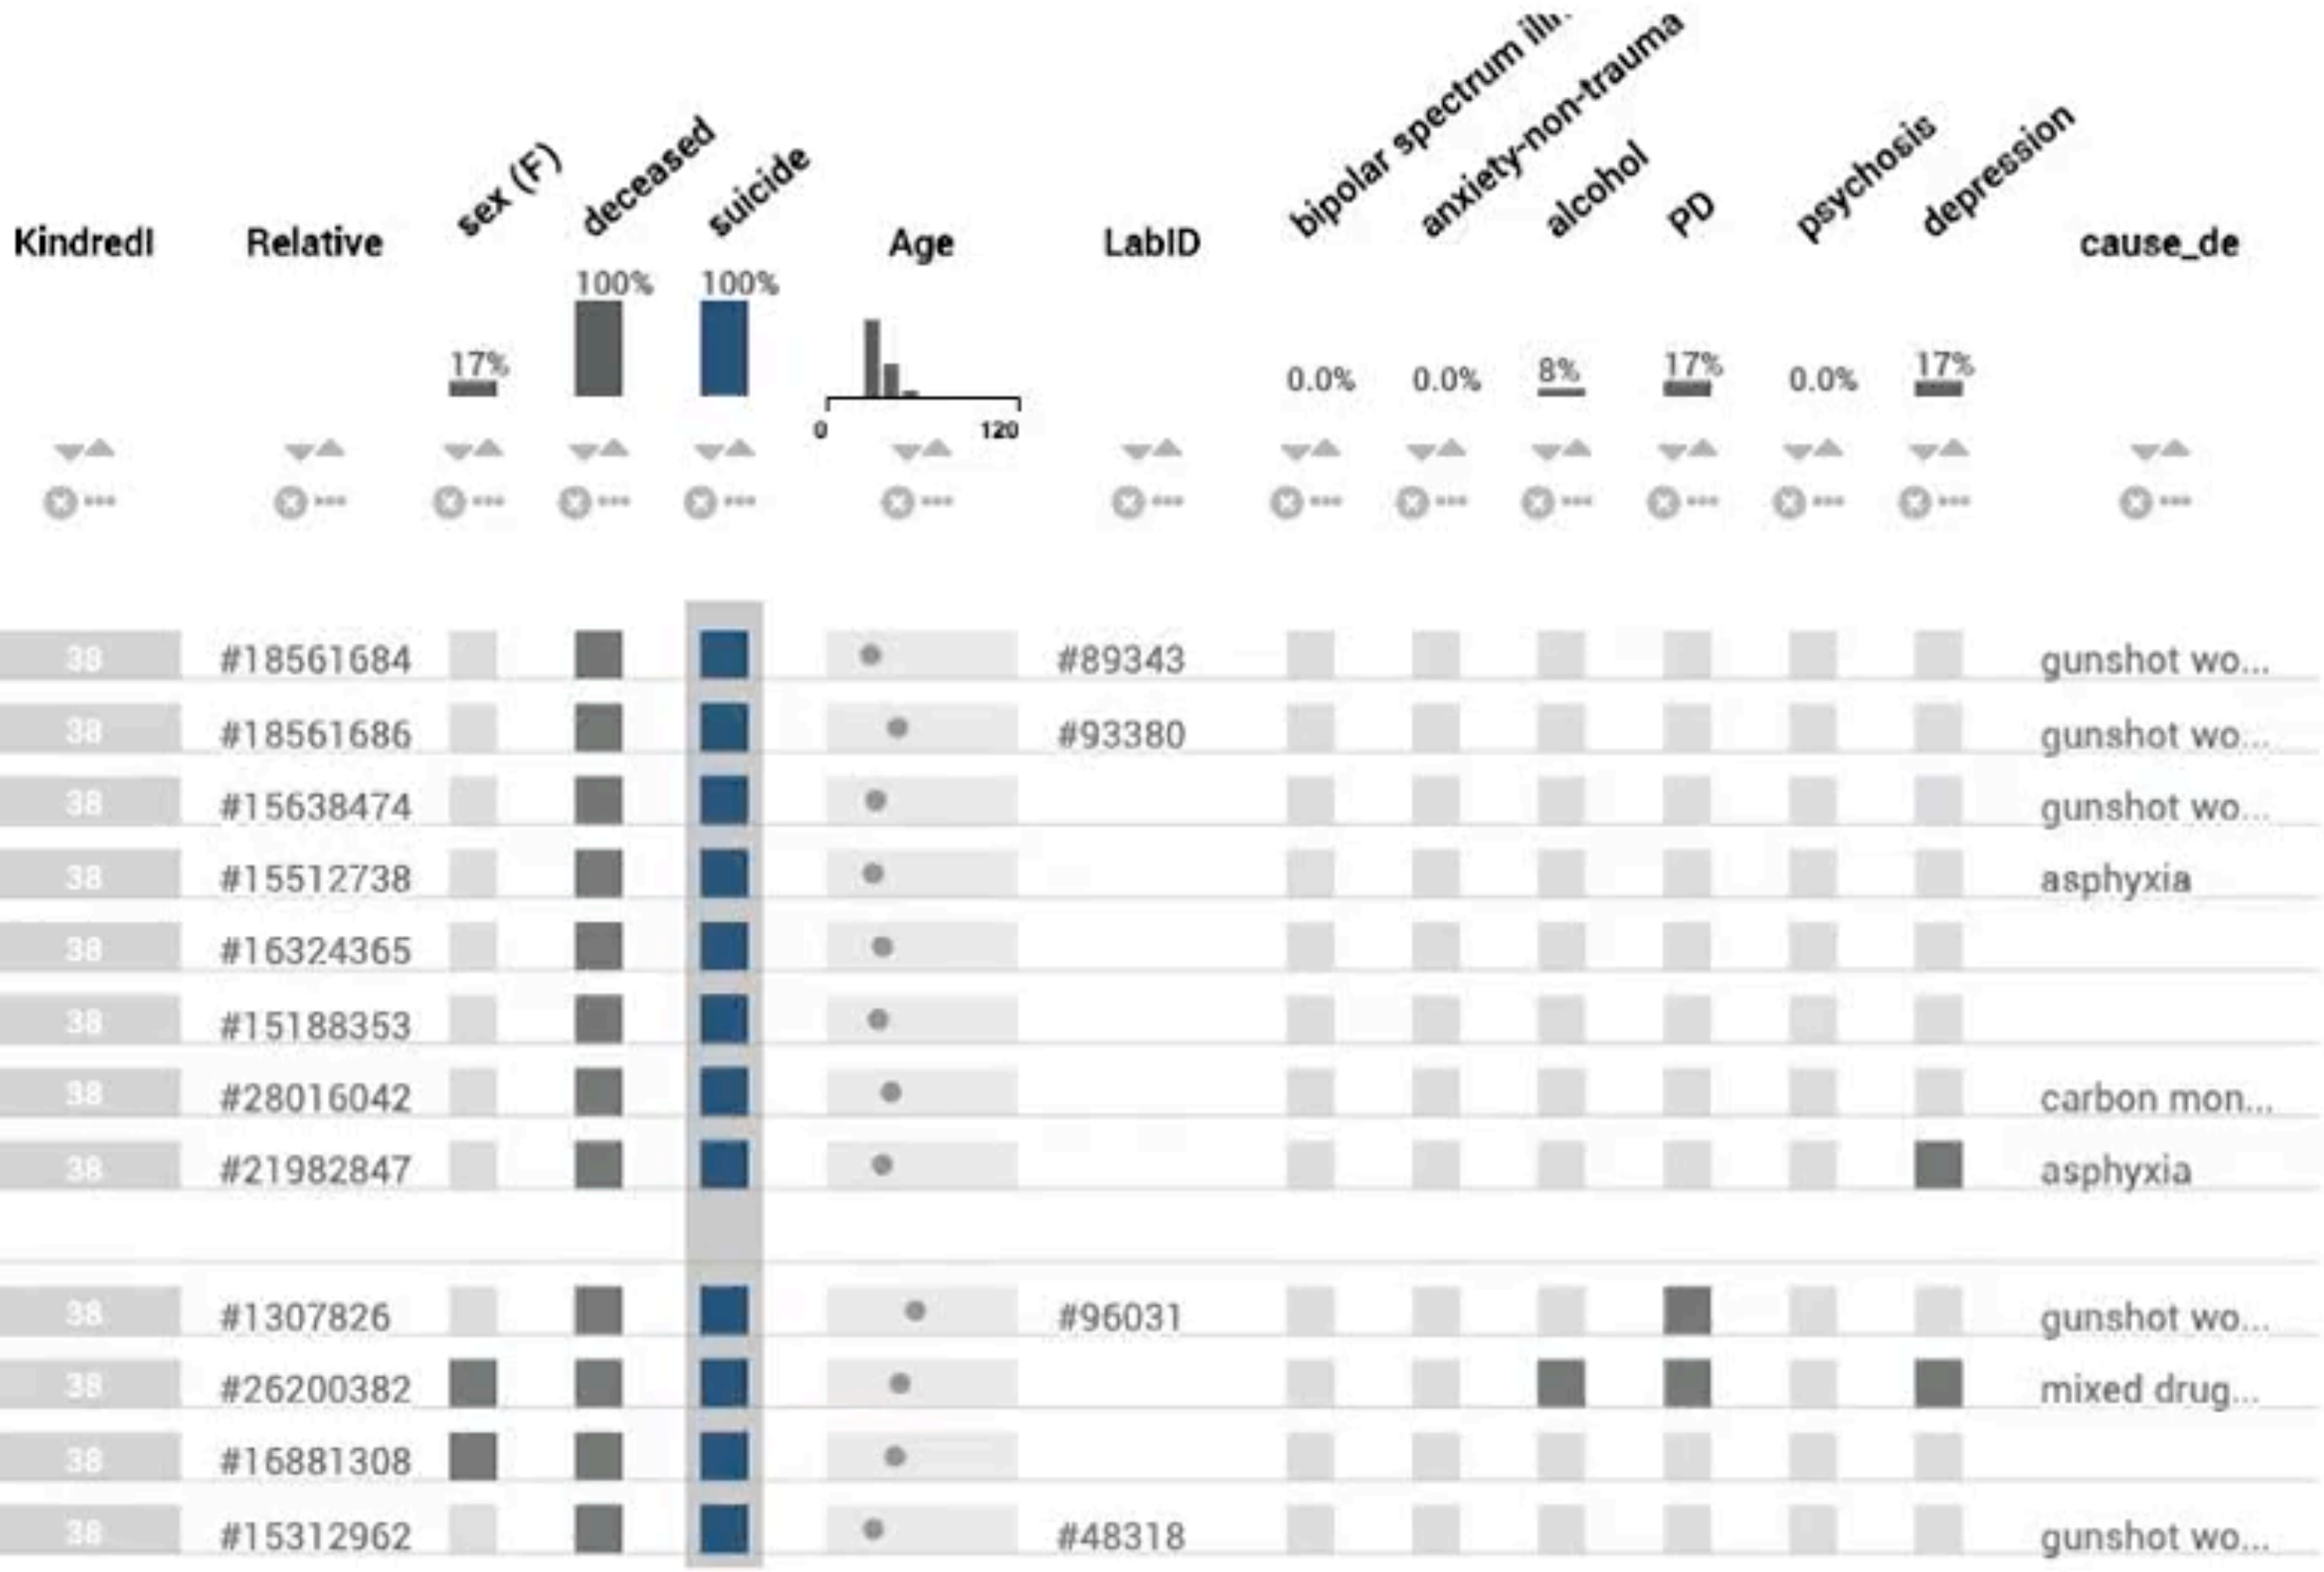 bipolar spectrum
anxiety-non-trauma
sex (F) deceased suicide alcohol PD psychosis depression
KindredI Relative Age LabID cause_de
100% 100%
17% 8% 17% 17%
0.0% 0.0% 0.0%
0 120
38 #18561684 #89343 gunshot wo...
38 #18561686 #93380 gunshot wo...
38 #15638474 gunshot wo...
38 #15512738 asphyxia
38 #16324365
38 #15188353
38 #28016042 carbon mon...
38 #21982847 asphyxia
38 #1307826 #96031 gunshot wo...
38 #26200382 mixed drug...
38 #16881308
38 #15312962 #48318 gunshot wo...